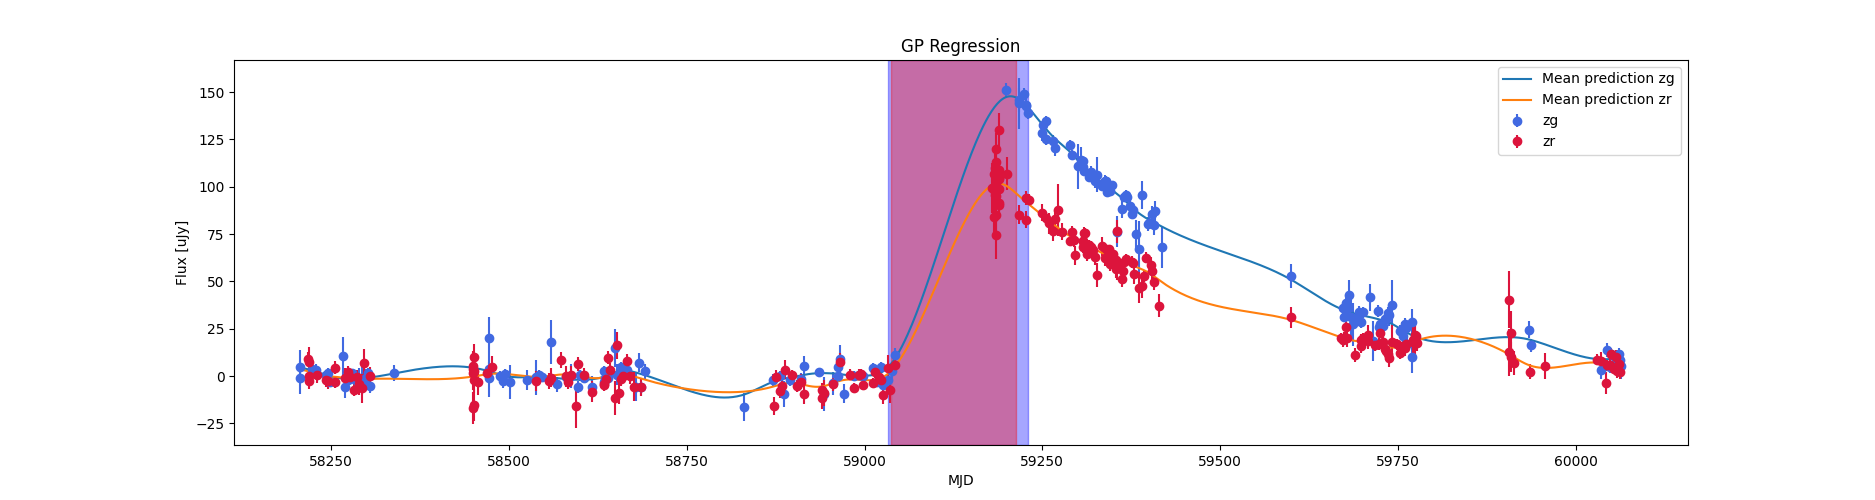 GP Regression
Flux [uJy]
150
125
100
75
50
25
0
−25
58250 58500 58750 59000 59250 59500 59750 60000
MJD
Mean prediction zg
Mean prediction zr
zg
zr